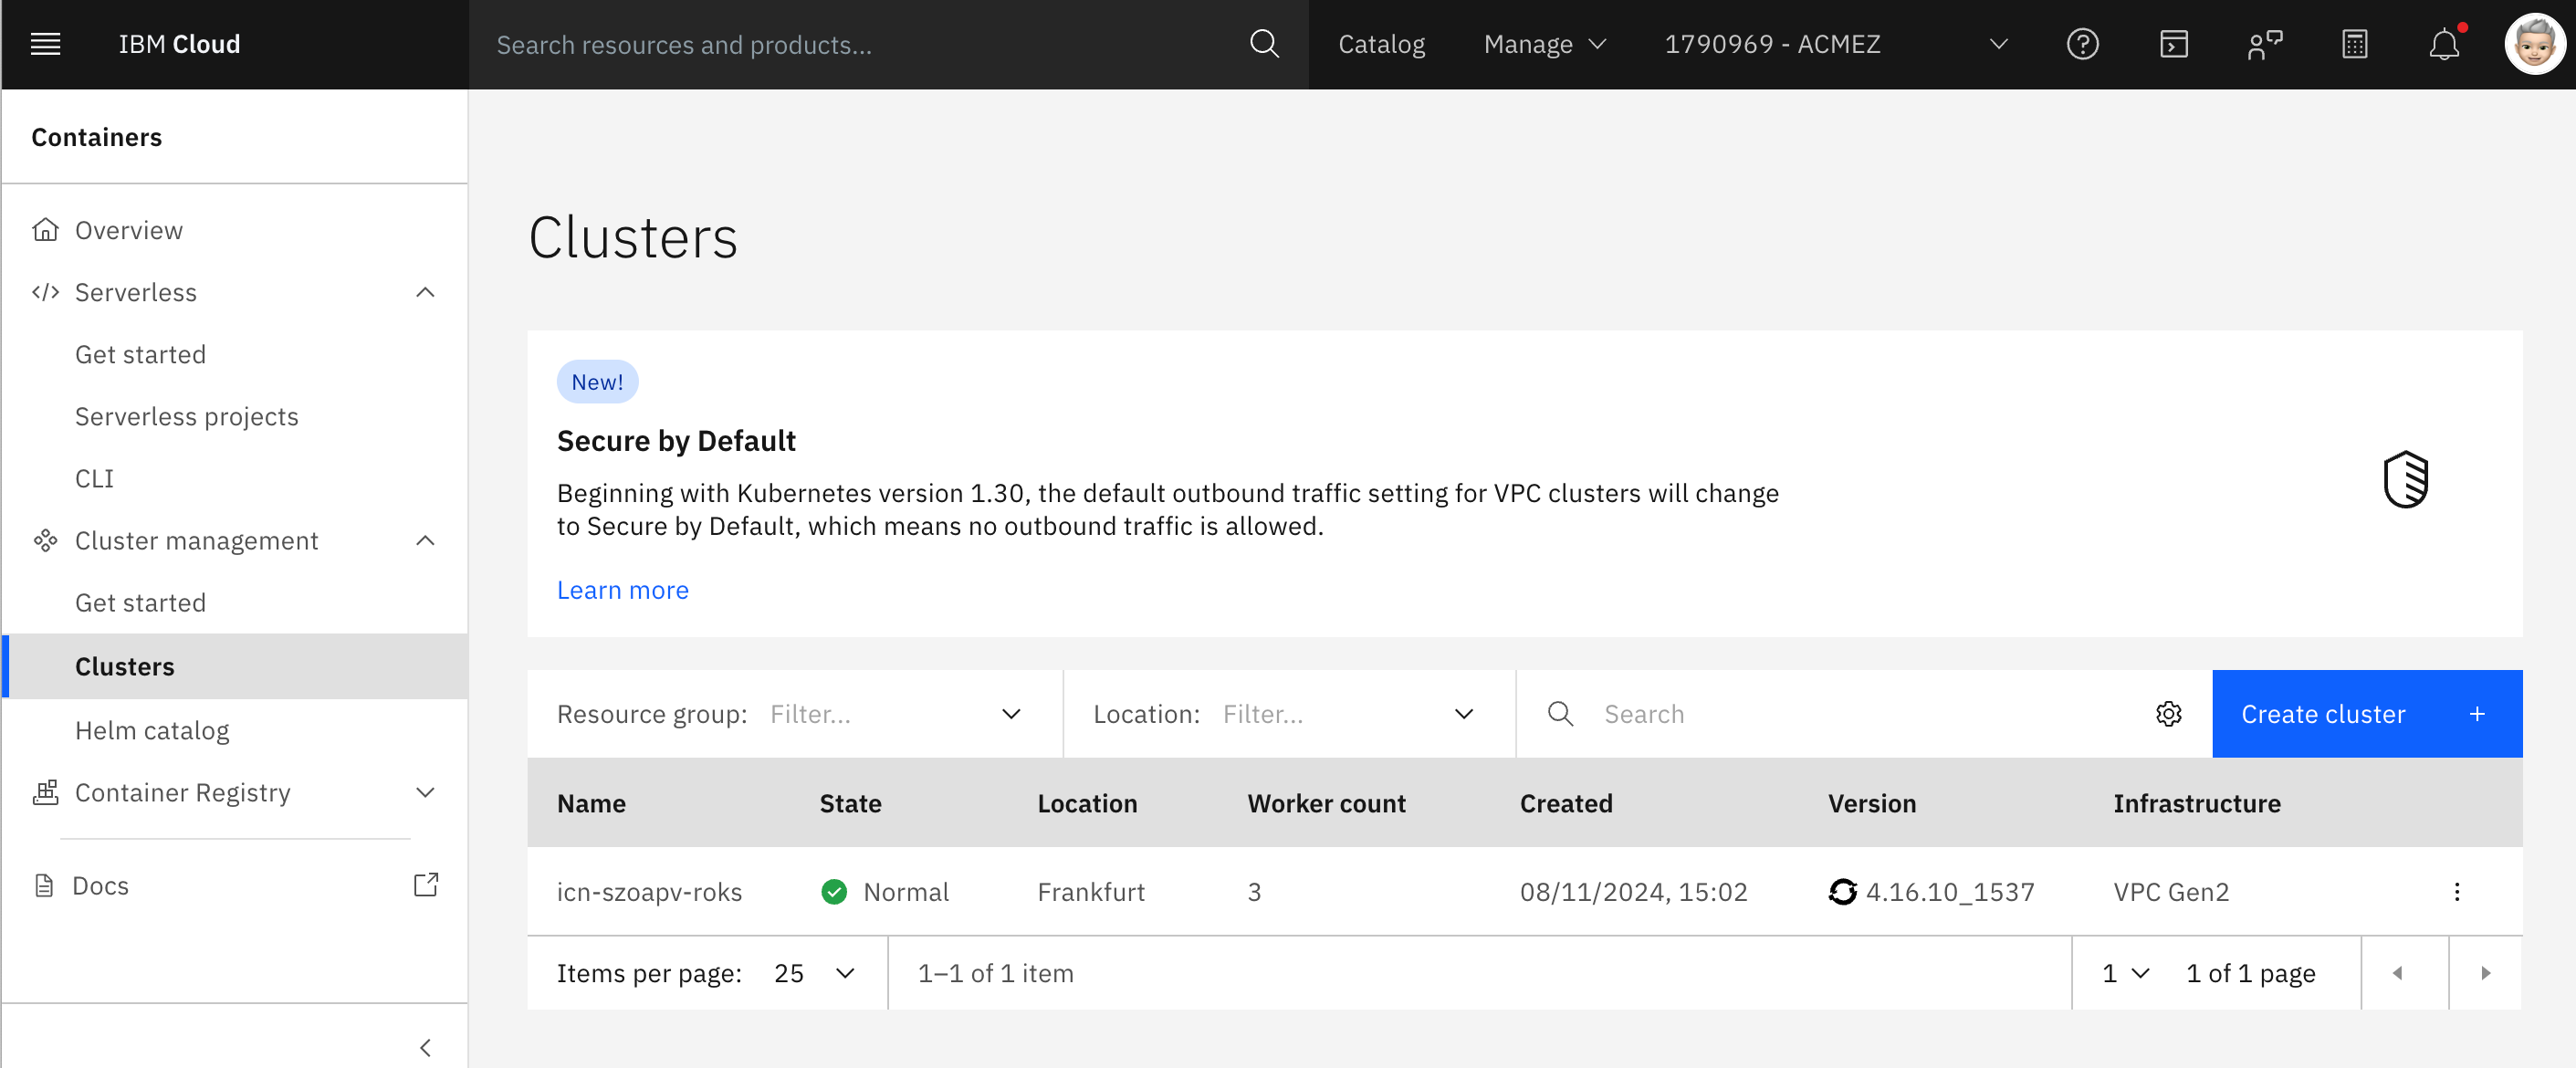 IBM Cloud
Search resources and products...
Catalog
Manage
1790969 - ACMEZ
Containers
Overview
Serverless
Get started
Serverless projects
CLI
Cluster management
Get started
Clusters
Helm catalog
Container Registry
Docs
Clusters
New!
Secure by Default
Beginning with Kubernetes version 1.30, the default outbound traffic setting for VPC clusters will change
to Secure by Default, which means no outbound traffic is allowed.
Learn more
Resource group: Filter...
Location: Filter...
Search
Create cluster +
Name State Location Worker count Created Version Infrastructure
icn-szoapv-roks Normal Frankfurt 3 08/11/2024, 15:02 4.16.10_1537 VPC Gen2
Items per page: 25
1–1 of 1 item
1
1 of 1 page